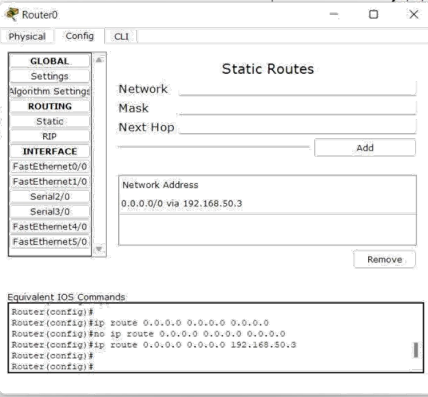 Router0
Physical Config CLI
GLOBAL
Settings
Algorithm Settings
ROUTING
Static
RIP
INTERFACE
FastEthernet0/0
FastEthernet1/0
Serial2/0
Serial3/0
FastEthernet4/0
FastEthernet5/0
Static Routes
Network
Mask
Next Hop
Add
Network Address
0.0.0.0/0 via 192.168.50.3
Remove
Equivalent IOS Commands
Router(config)#
Router(config)#ip route 0.0.0.0 0.0.0.0 0.0.0.0
Router(config)#no ip route 0.0.0.0 0.0.0.0 0.0.0.0
Router(config)#ip route 0.0.0.0 0.0.0.0 192.168.50.3
Router(config)#
Router(config)#